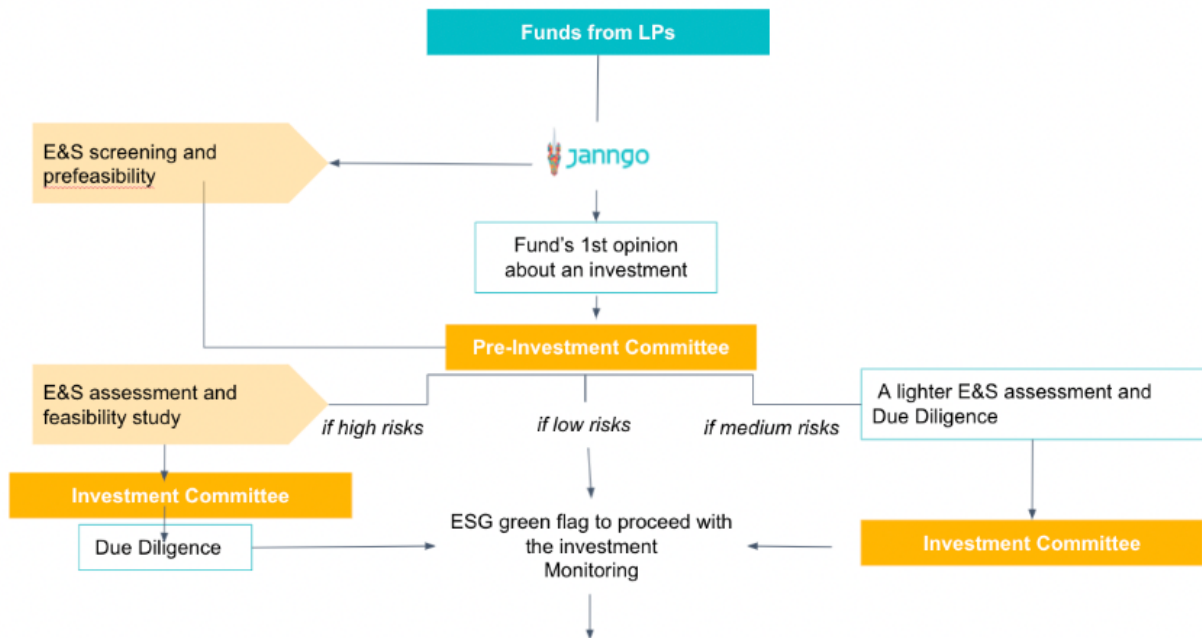 Funds from LPs
E&S screening and
prefeasibility
Janngo
Fund's 1st opinion
about an investment
Pre-Investment Committee
E&S assessment and
feasibility study
if high risks
if low risks
if medium risks
A lighter E&S assessment and
Due Diligence
Investment Committee
Due Diligence
ESG green flag to proceed with
the investment
Monitoring
Investment Committee